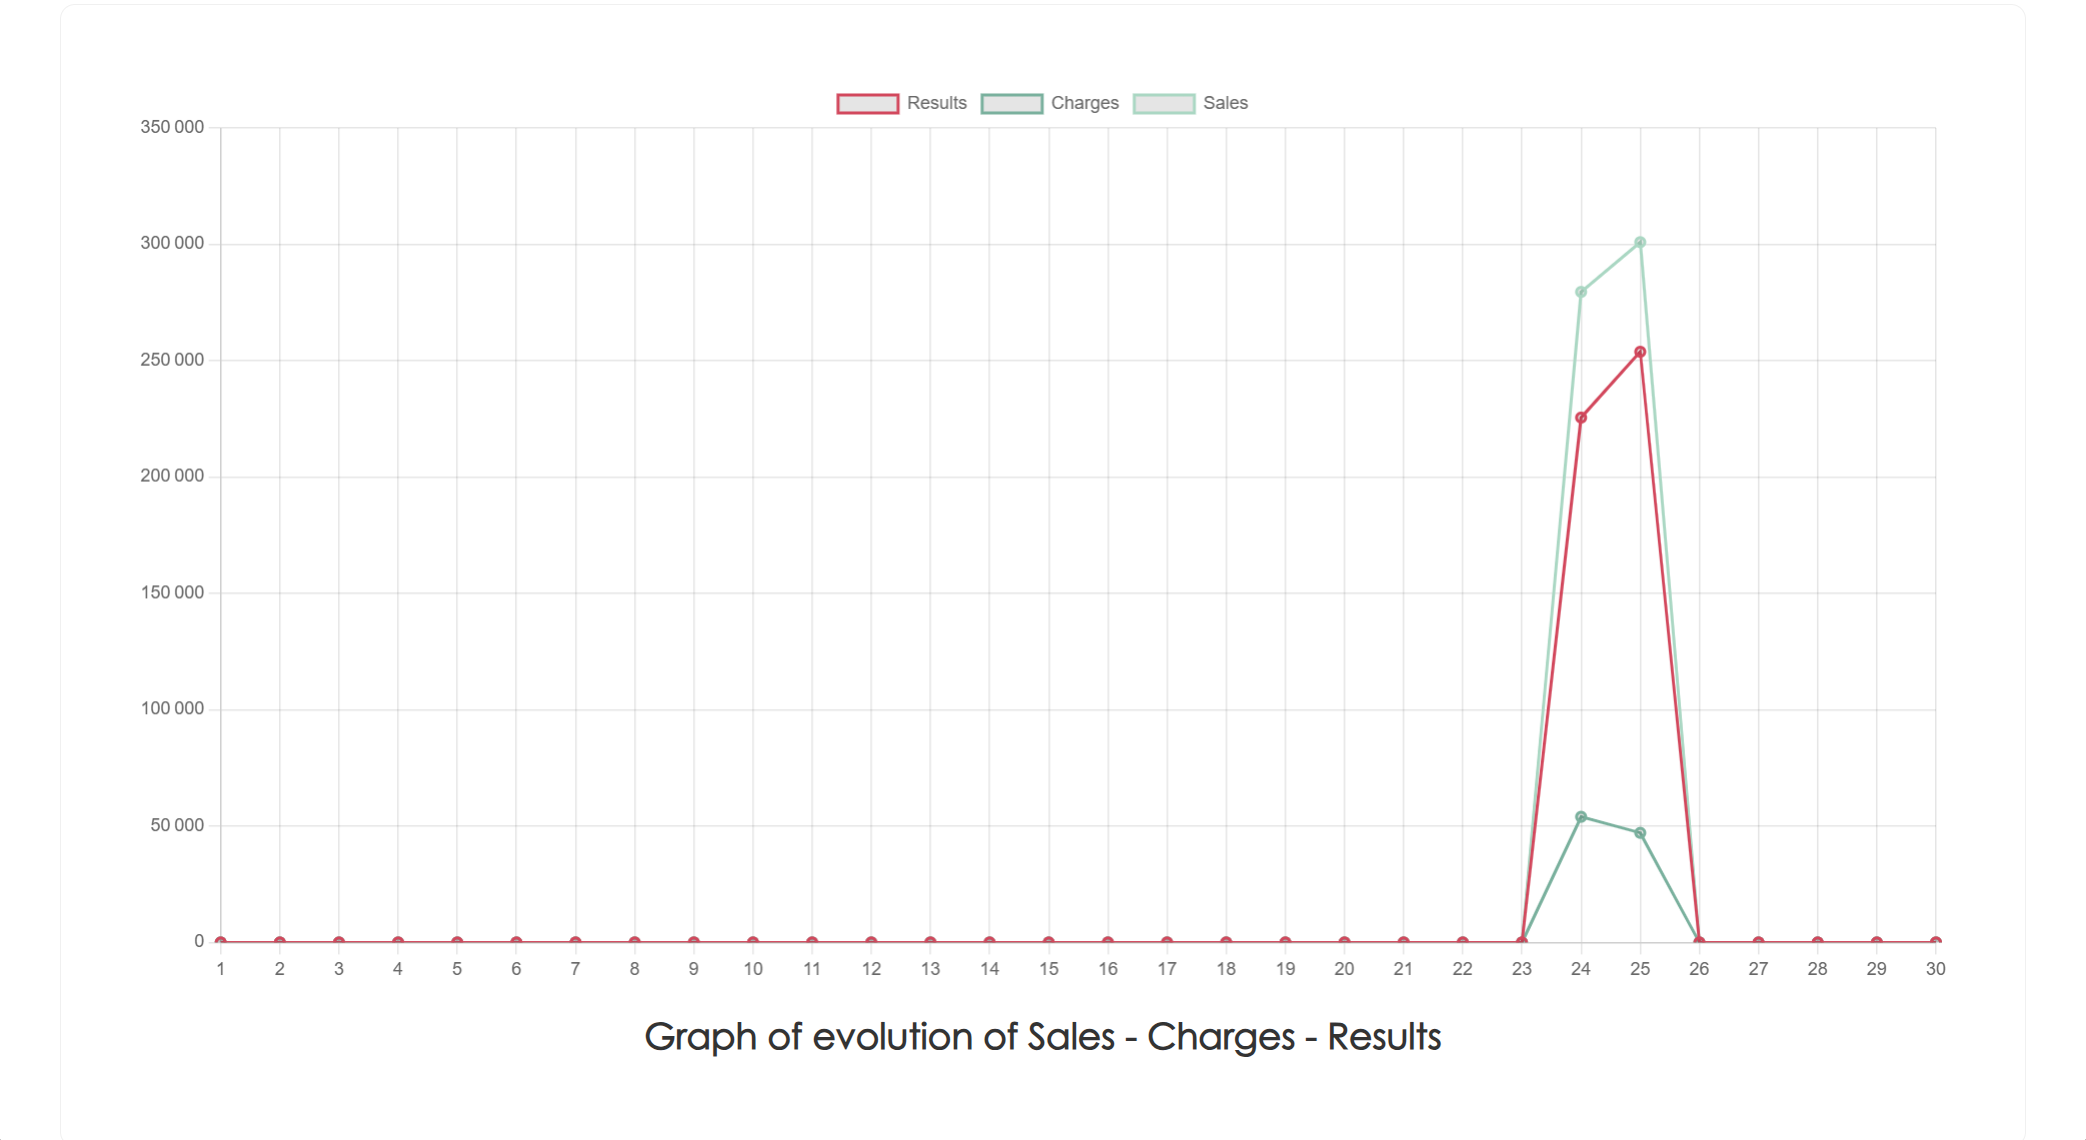 Results Charges Sales
350 000
300 000
250 000
200 000
150 000
100 000
50 000
0
1 2 3 4 5 6 7 8 9 10 11 12 13 14 15 16 17 18 19 20 21 22 23 24 25 26 27 28 29 30
Graph of evolution of Sales - Charges - Results